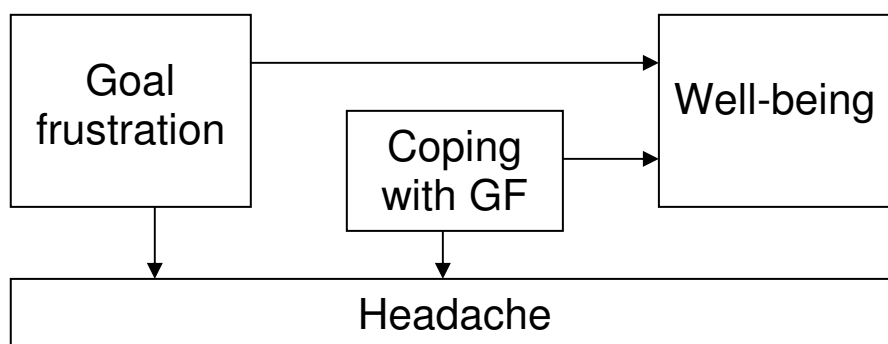 Goal
frustration
Coping
with GF
Well-being
Headache